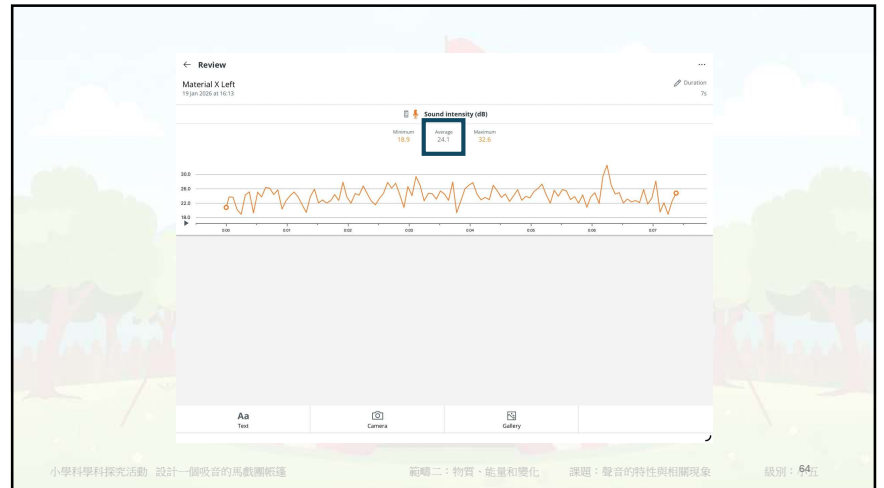 ← Review
...
Material X Left
19 Jan 2026 at 16:13
Duration
7s
Sound intensity (dB)
Minimum
Average
Maximum
18.9
24.1
32.6
30.0
26.0
22.0
18.0
0:00
0:01
0:02
0:03
0:04
0:05
0:06
0:07
Aa
Text
Camera
Gallery
小學科學科探究活動 設計一個吸音的馬戲團帳篷
範疇二：物質、能量和變化
課題：聲音的特性與相關現象
級別：小五
64